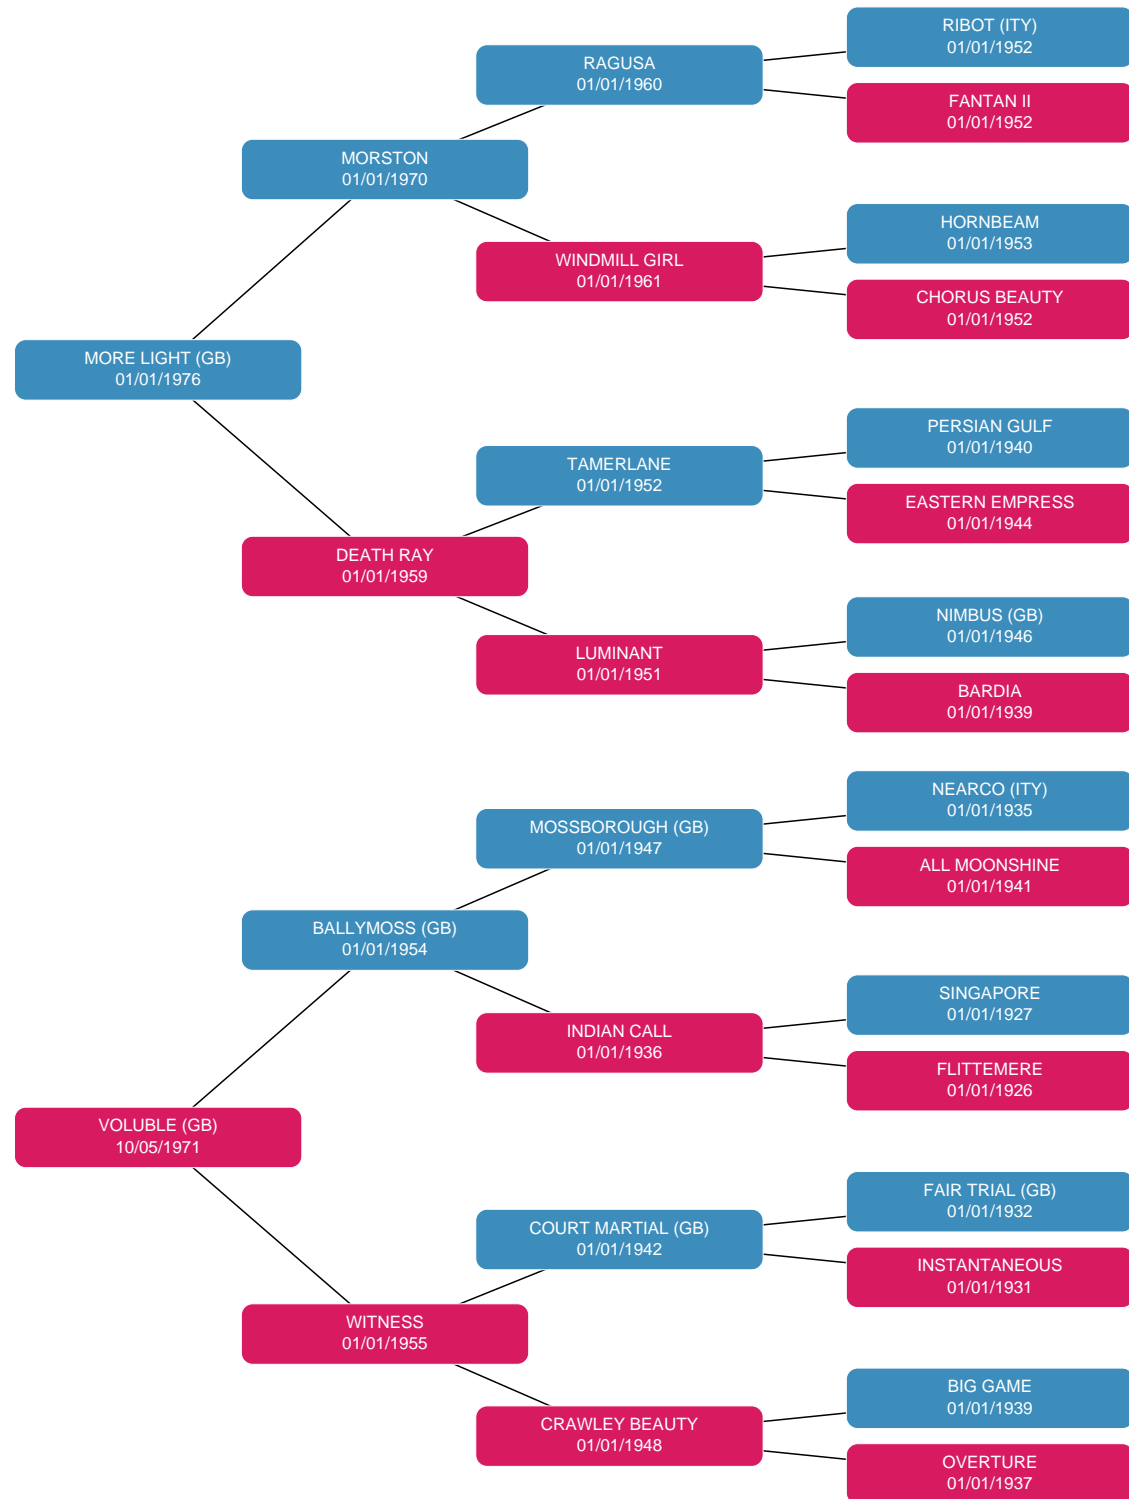 RIBOT (ITY)
01/01/1952
RAGUSA
01/01/1960
FANTAN II
01/01/1952
MORSTON
01/01/1970
HORNBEAM
01/01/1953
WINDMILL GIRL
01/01/1961
CHORUS BEAUTY
01/01/1952
MORE LIGHT (GB)
01/01/1976
PERSIAN GULF
01/01/1940
TAMERLANE
01/01/1952
EASTERN EMPRESS
01/01/1944
DEATH RAY
01/01/1959
NIMBUS (GB)
01/01/1946
LUMINANT
01/01/1951
BARDIA
01/01/1939
NEARCO (ITY)
01/01/1935
MOSSBOROUGH (GB)
01/01/1947
ALL MOONSHINE
01/01/1941
BALLYMOSS (GB)
01/01/1954
SINGAPORE
01/01/1927
INDIAN CALL
01/01/1936
FLITTEMERE
01/01/1926
VOLUBLE (GB)
10/05/1971
FAIR TRIAL (GB)
01/01/1932
COURT MARTIAL (GB)
01/01/1942
INSTANTANEOUS
01/01/1931
WITNESS
01/01/1955
BIG GAME
01/01/1939
CRAWLEY BEAUTY
01/01/1948
OVERTURE
01/01/1937